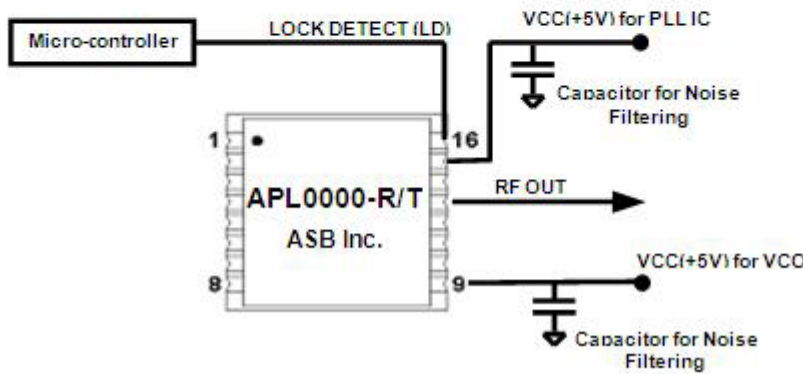 VCC(+5V) for PLL IC
Micro-controller
LOCK DETECT (LD)
Capacitor for Noise
Filtering
1
16
APL0000-R/T
RF OUT
ASB Inc.
VCC(+5V) for VCO
8
9
Capacitor for Noise
Filtering